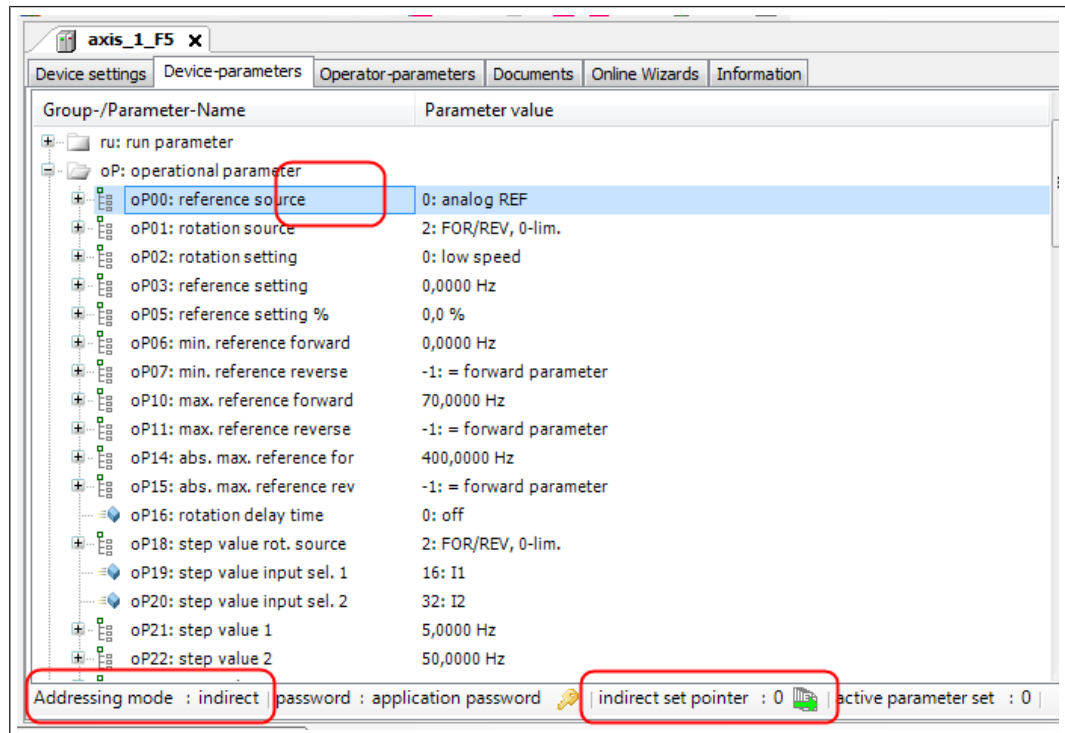 axis_1_F5 x
Device settings Device-parameters Operator-parameters Documents Online Wizards Information
Group-/Parameter-Name Parameter value
ru: run parameter
oP: operational parameter
oP00: reference source 0: analog REF
oP01: rotation source 2: FOR/REV, 0-lim.
oP02: rotation setting 0: low speed
oP03: reference setting 0,0000 Hz
oP05: reference setting % 0,0 %
oP06: min. reference forward 0,0000 Hz
oP07: min. reference reverse -1: = forward parameter
oP10: max. reference forward 70,0000 Hz
oP11: max. reference reverse -1: = forward parameter
oP14: abs. max. reference for 400,0000 Hz
oP15: abs. max. reference rev -1: = forward parameter
oP16: rotation delay time 0: off
oP18: step value rot. source 2: FOR/REV, 0-lim.
oP19: step value input sel. 1 16: I1
oP20: step value input sel. 2 32: I2
oP21: step value 1 5,0000 Hz
oP22: step value 2 50,0000 Hz
Addressing mode : indirect | password : application password | indirect set pointer : 0 | active parameter set : 0 |